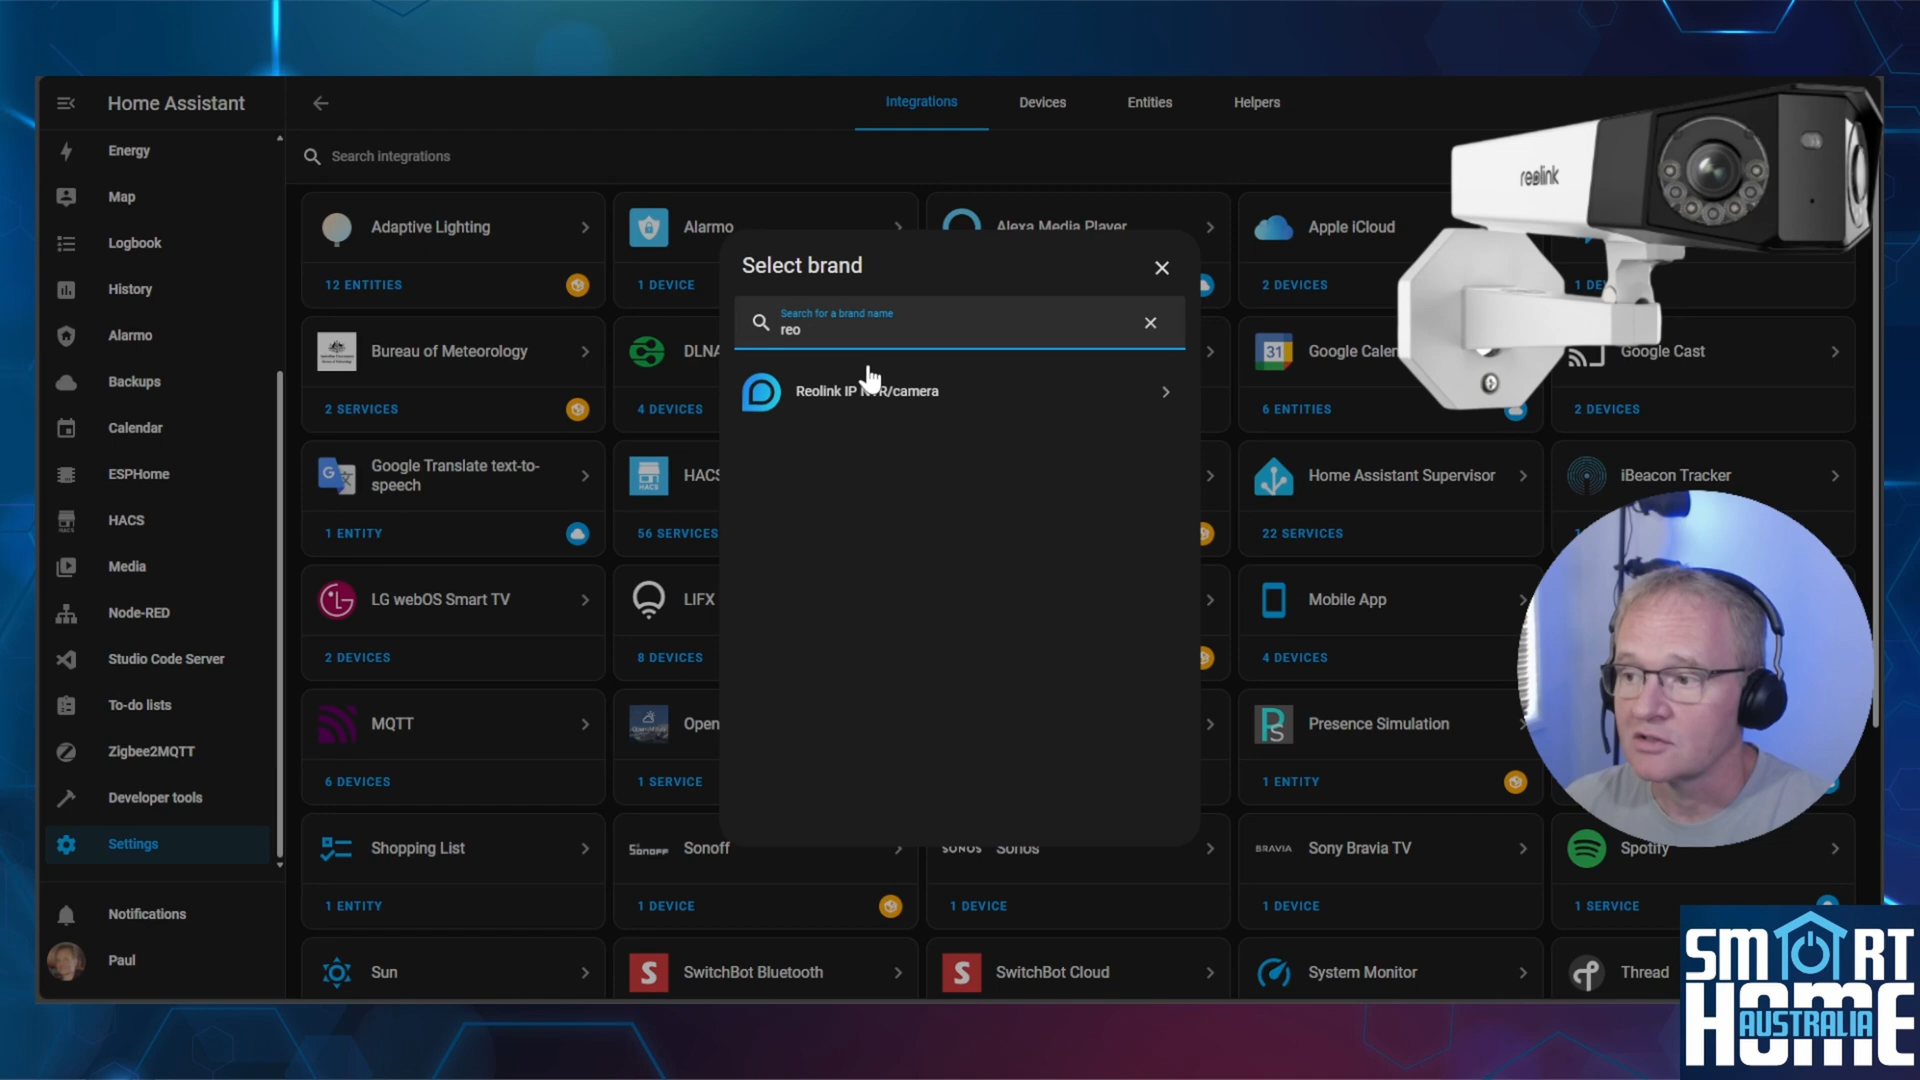 Home Assistant
Integrations
Devices
Entities
Helpers
Energy
Map
Logbook
History
Alarmo
Backups
Calendar
ESPHome
HACS
Media
Node-RED
Studio Code Server
To-do lists
Zigbee2MQTT
Developer tools
Settings
Notifications
Paul
Search integrations
Adaptive Lighting
12 ENTITIES
Alarmo
1 DEVICE
Alexa Media Player
Apple iCloud
2 DEVICES
reolink
Select brand
Search for a brand name
reo
Reolink IP
R/camera
Bureau of Meteorology
2 SERVICES
DLNA
4 DEVICES
31
Google Calen
6 ENTITIES
Google Cast
2 DEVICES
Google Translate text-to-
speech
1 ENTITY
HACS
HACS
56 SERVICES
Home Assistant Supervisor
22 SERVICES
iBeacon Tracker
LG webOS Smart TV
2 DEVICES
LIFX
8 DEVICES
Mobile App
4 DEVICES
MQTT
6 DEVICES
Open
1 SERVICE
PS
Presence Simulation
1 ENTITY
Shopping List
1 ENTITY
SONOFF
Sonoff
1 DEVICE
SONOS
Sonos
1 DEVICE
BRAVIA
Sony Bravia TV
1 DEVICE
Spotify
1 SERVICE
Sun
S
SwitchBot Bluetooth
S
SwitchBot Cloud
System Monitor
Thread
SMART
HOME
AUSTRALIA